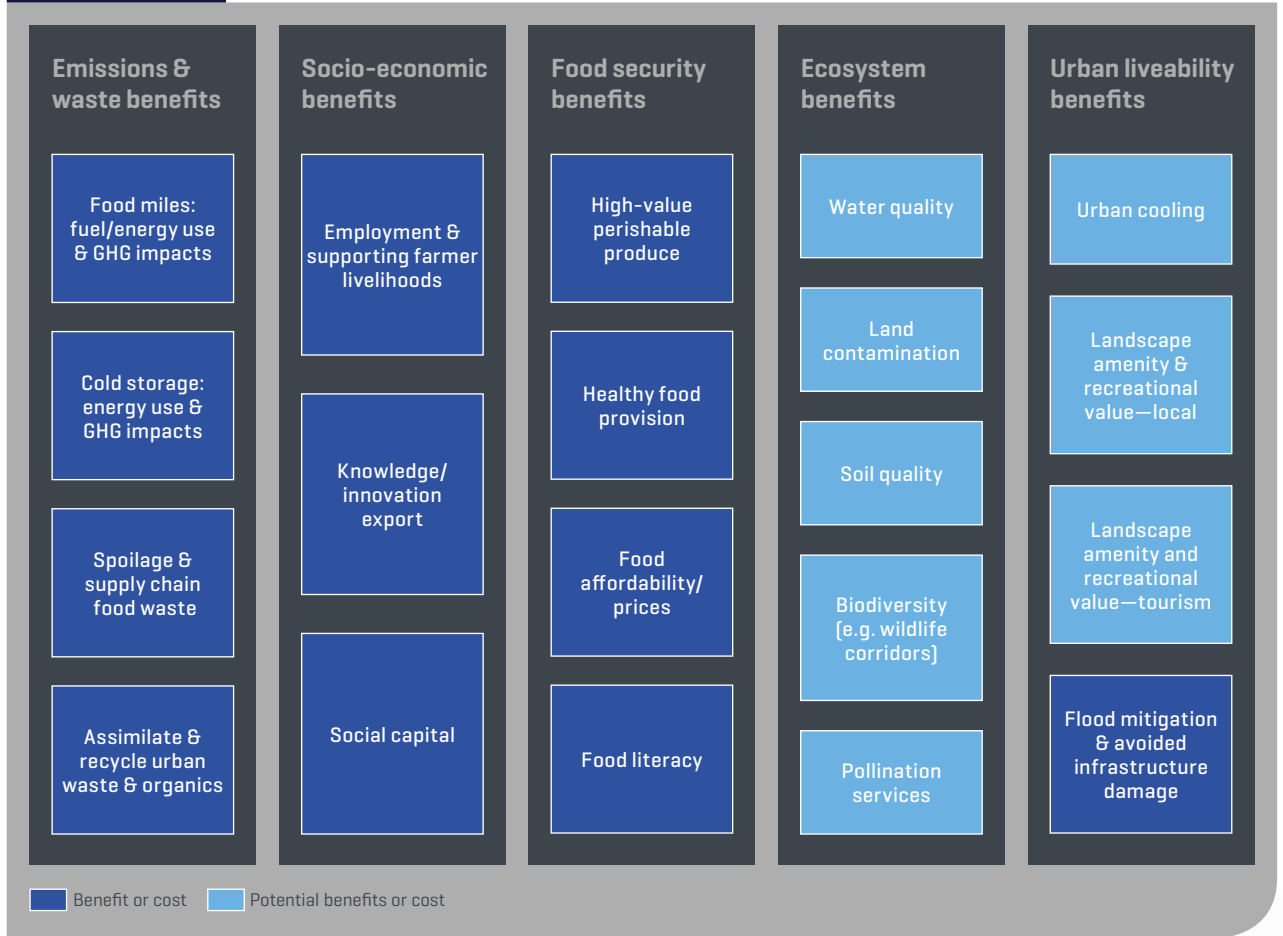 Emissions &
waste benefits
Food miles:
fuel/energy use
& GHG impacts
Cold storage:
energy use &
GHG impacts
Spoilage &
supply chain
food waste
Assimilate &
recycle urban
waste & organics
Socio-economic
benefits
Employment &
supporting farmer
livelihoods
Knowledge/
innovation
export
Social capital
Food security
benefits
High-value
perishable
produce
Healthy food
provision
Food
affordability/
prices
Food literacy
Ecosystem
benefits
Water quality
Land
contamination
Soil quality
Biodiversity
(e.g. wildlife
corridors)
Pollination
services
Urban liveability
benefits
Urban cooling
Landscape
amenity &
recreational
value—local
Landscape
amenity and
recreational
value—tourism
Flood mitigation
& avoided
infrastructure
damage
Benefit or cost
Potential benefits or cost